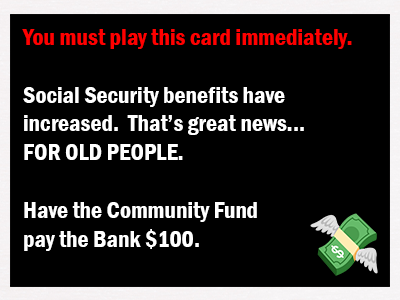 You must play this card immediately.
Social Security benefits have
increased.  That's great news...
FOR OLD PEOPLE.
Have the Community Fund
pay the Bank $100.
$